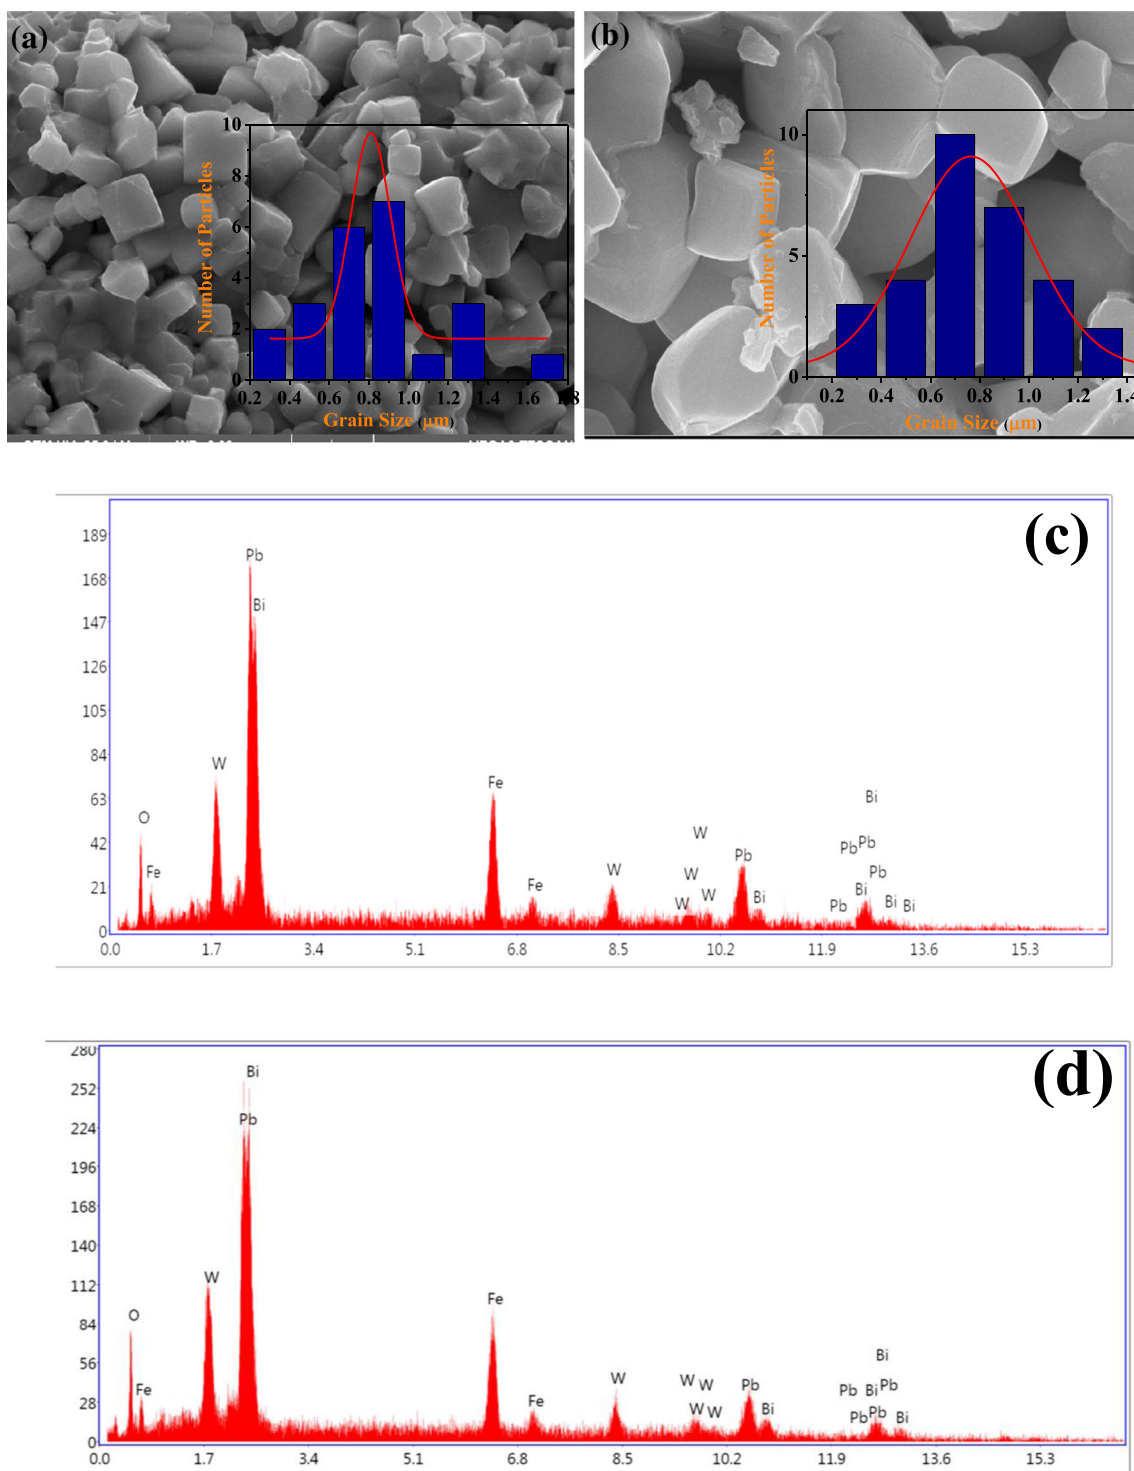 (a)
10
8
6
4
2
0
0.2 0.4 0.6 0.8 1.0 1.2 1.4 1.6 1.8
Number of Particles
Grain Size (μm)
(b)
10
5
0
0.2 0.4 0.6 0.8 1.0 1.2 1.4
Number of Particles
Grain Size (μm)
(c)
189
168
147
126
105
84
63
42
21
0
0.0 1.7 3.4 5.1 6.8 8.5 10.2 11.9 13.6 15.3
O
Fe
W
Pb
Bi
Fe
Fe
W
W
W
W
W
Pb
Bi
Bi
Pb Pb
Pb
Bi
Pb
Bi
Bi
(d)
280
252
224
196
168
140
112
84
56
28
0
0.0 1.7 3.4 5.1 6.8 8.5 10.2 11.9 13.6 15.3
O
Fe
W
Bi
Pb
Fe
Fe
W
W W
W W
Pb
Bi
Bi
Pb Bi Pb
Pb Pb Bi